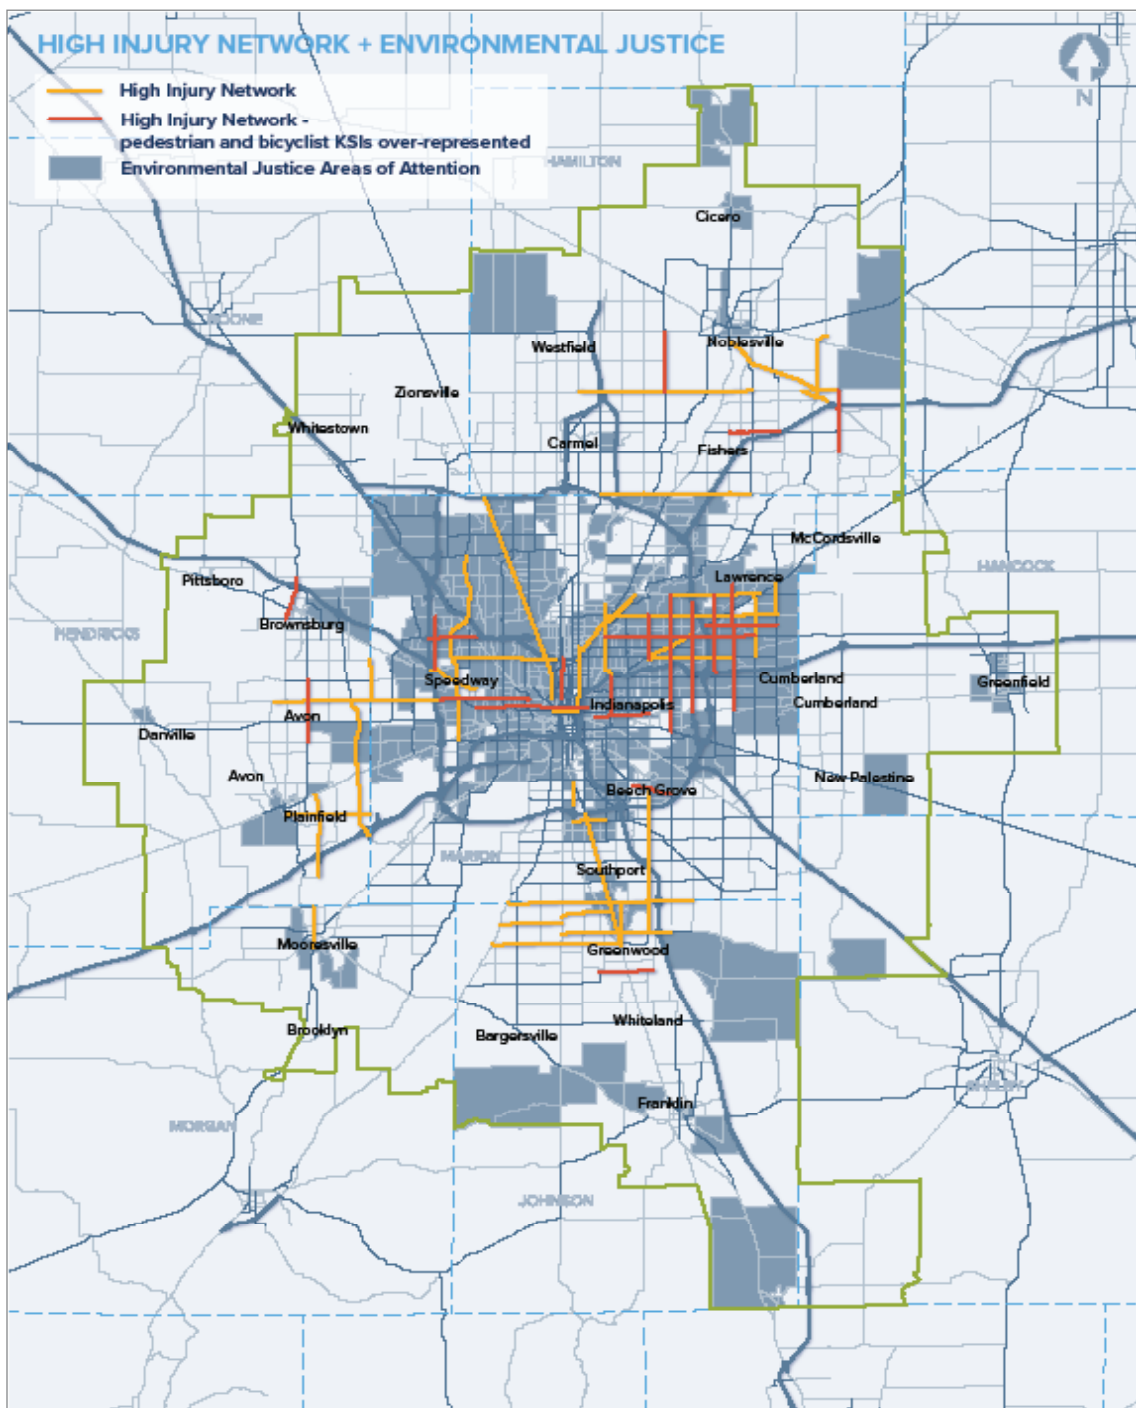 HIGH INJURY NETWORK + ENVIRONMENTAL JUSTICE
High Injury Network
High Injury Network -
pedestrian and bicyclist KSIs over-represented
Environmental Justice Areas of Attention
N
HAMILTON
Cicero
BOONE
Westfield
Noblesville
Zionsville
Whitestown
Carmel
Fishers
McCordsville
HANCOCK
Pittsboro
Lawrence
Brownsburg
HENDRICKS
Speedway
Cumberland
Greenfield
Avon
Indianapolis
Cumberland
Danville
Avon
New Palestine
Beech Grove
Plainfield
MARION
Southport
Mooresville
Greenwood
Brooklyn
Bargersville
Whiteland
SHELBY
Franklin
MORGAN
JOHNSON